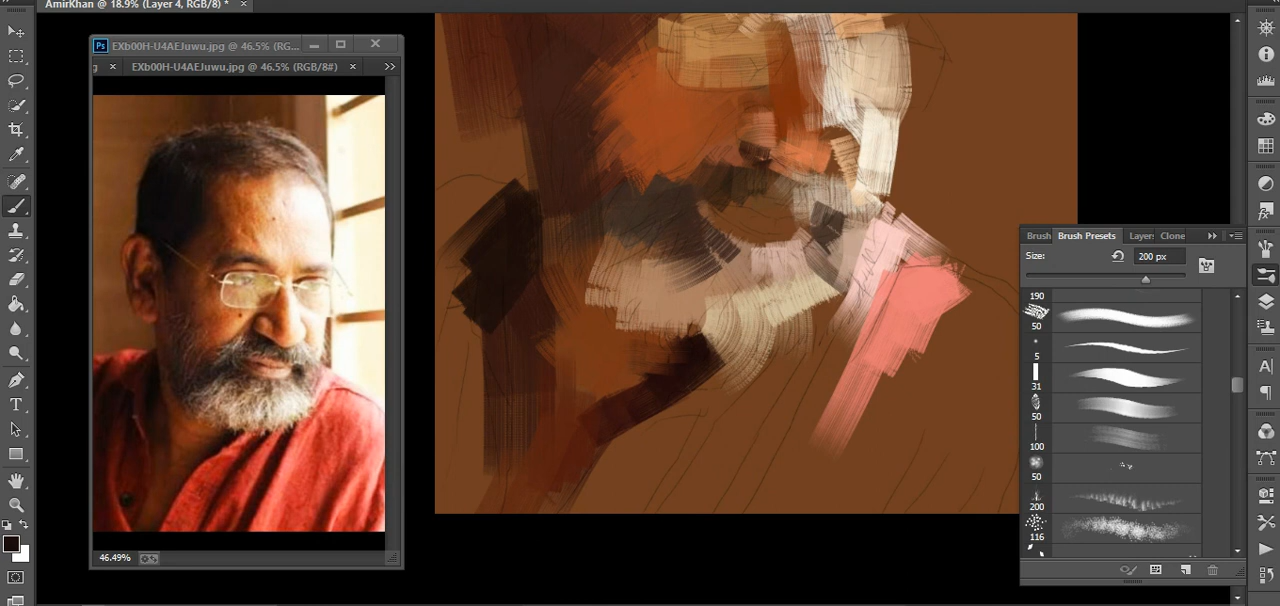 AmirKhan @ 18.9% (Layer 4, RGB/8) * ×
Ps EXb00H-U4AEJuwu.jpg @ 46.5% (RG...
g × EXb00H-U4AEJuwu.jpg @ 46.5% (RGB/8#) × >>
46.49%
Brush Brush Presets Layer Clone >>
Size: 200 px
190
50
5
31
50
100
50
200
116
T
A
fx